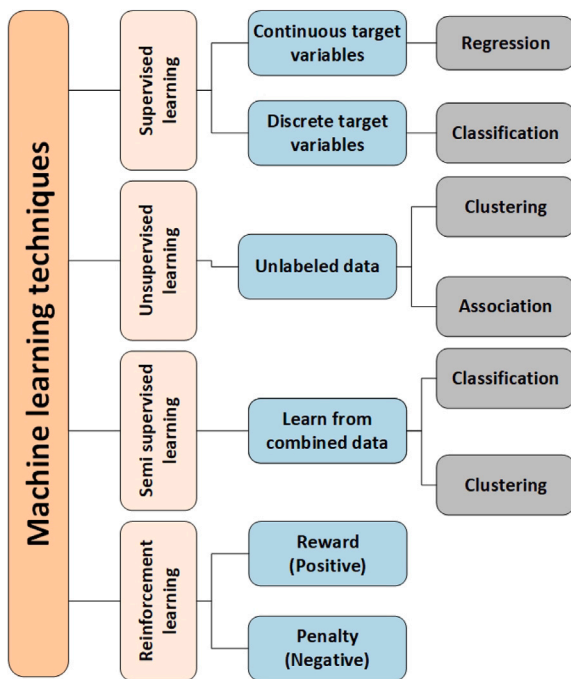 Machine learning techniques
Supervised
learning
Continuous target
variables
Regression
Discrete target
variables
Classification
Unsupervised
learning
Unlabeled data
Clustering
Association
Semi supervised
learning
Learn from
combined data
Classification
Clustering
Reinforcement
learning
Reward
(Positive)
Penalty
(Negative)